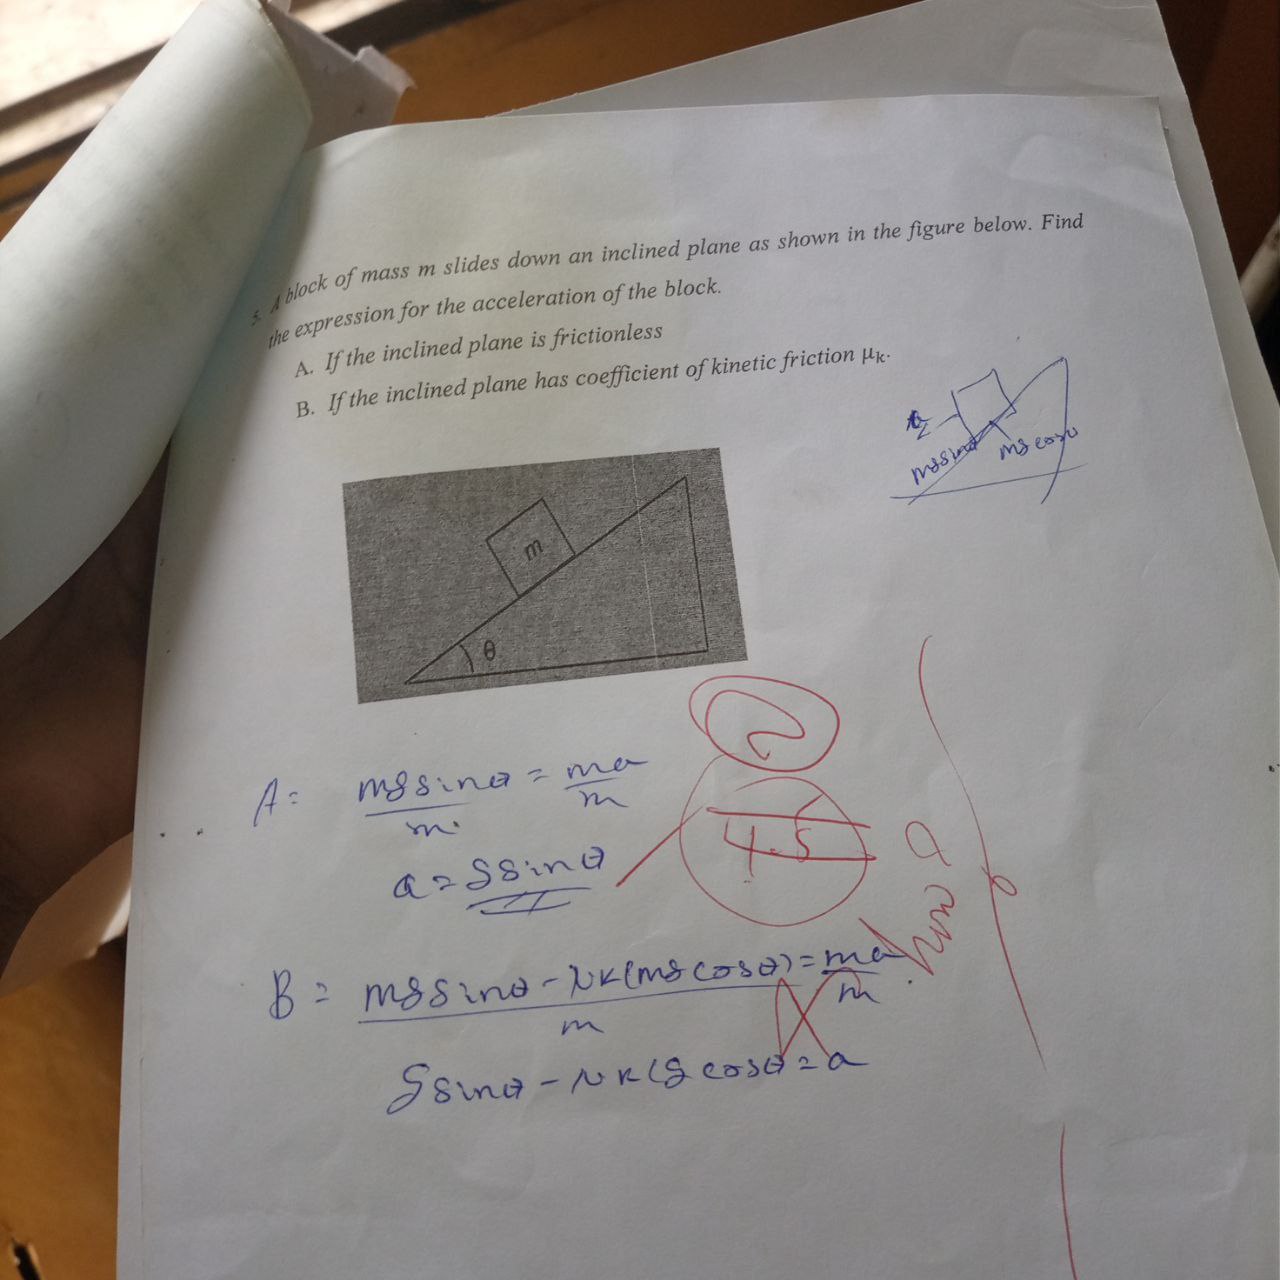 5. A block of mass m slides down an inclined plane as shown in the figure below. Find
the expression for the acceleration of the block.
A. If the inclined plane is frictionless
B. If the inclined plane has coefficient of kinetic friction μk.
mgsinθ mg cosθ
m
θ
2
A = mgsinθ/m = ma/m
4.5
a = gsinθ
B = mgsinθ - μk(mg cosθ)/m = ma/m
gsinθ - μk(g cosθ = a